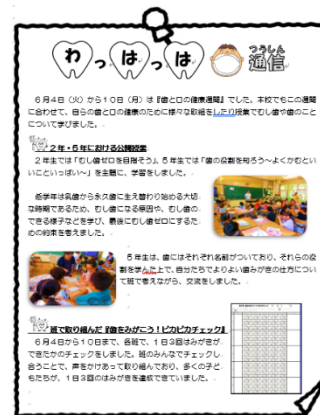 わっはっは
つうしん
通信
６月４日（火）から１０日（月）は『歯と口の健康週間』でした。本校でもこの週間
に合わせて、自らの歯と口の健康のために様々な取組をしたり授業でむし歯や歯のこと
について学びました。
２年・５年における公開授業
２年生では「むし歯ゼロを目指そう」、５年生では「歯の役割を知ろう～よくかむとい
いこといっぱい～」を主題に、学習をしました。
低学年は乳歯から永久歯に生え替わり始める大切
な時期であるため、むし歯になる原因や、むし歯の
できる様子などを学び、最後にむし歯ゼロにするた
めの約束を考えました。
５年生は、歯にはそれぞれ名前がついており、それらの役
割を学んだ上で、自分たちでよりよい歯みがきの仕方につい
て班で考えながら、交流をしました。
班で取り組んだ『歯をみがこう！ピカピカチェック』
６月４日から１０日まで、各班で、１日３回はみがきが
できたかのチェックをしました。班のみんなでチェックし
合うことで、声をかけあって取り組んでおり、多くの子ど
もたちが、１日３回のはみがきを達成できていました。